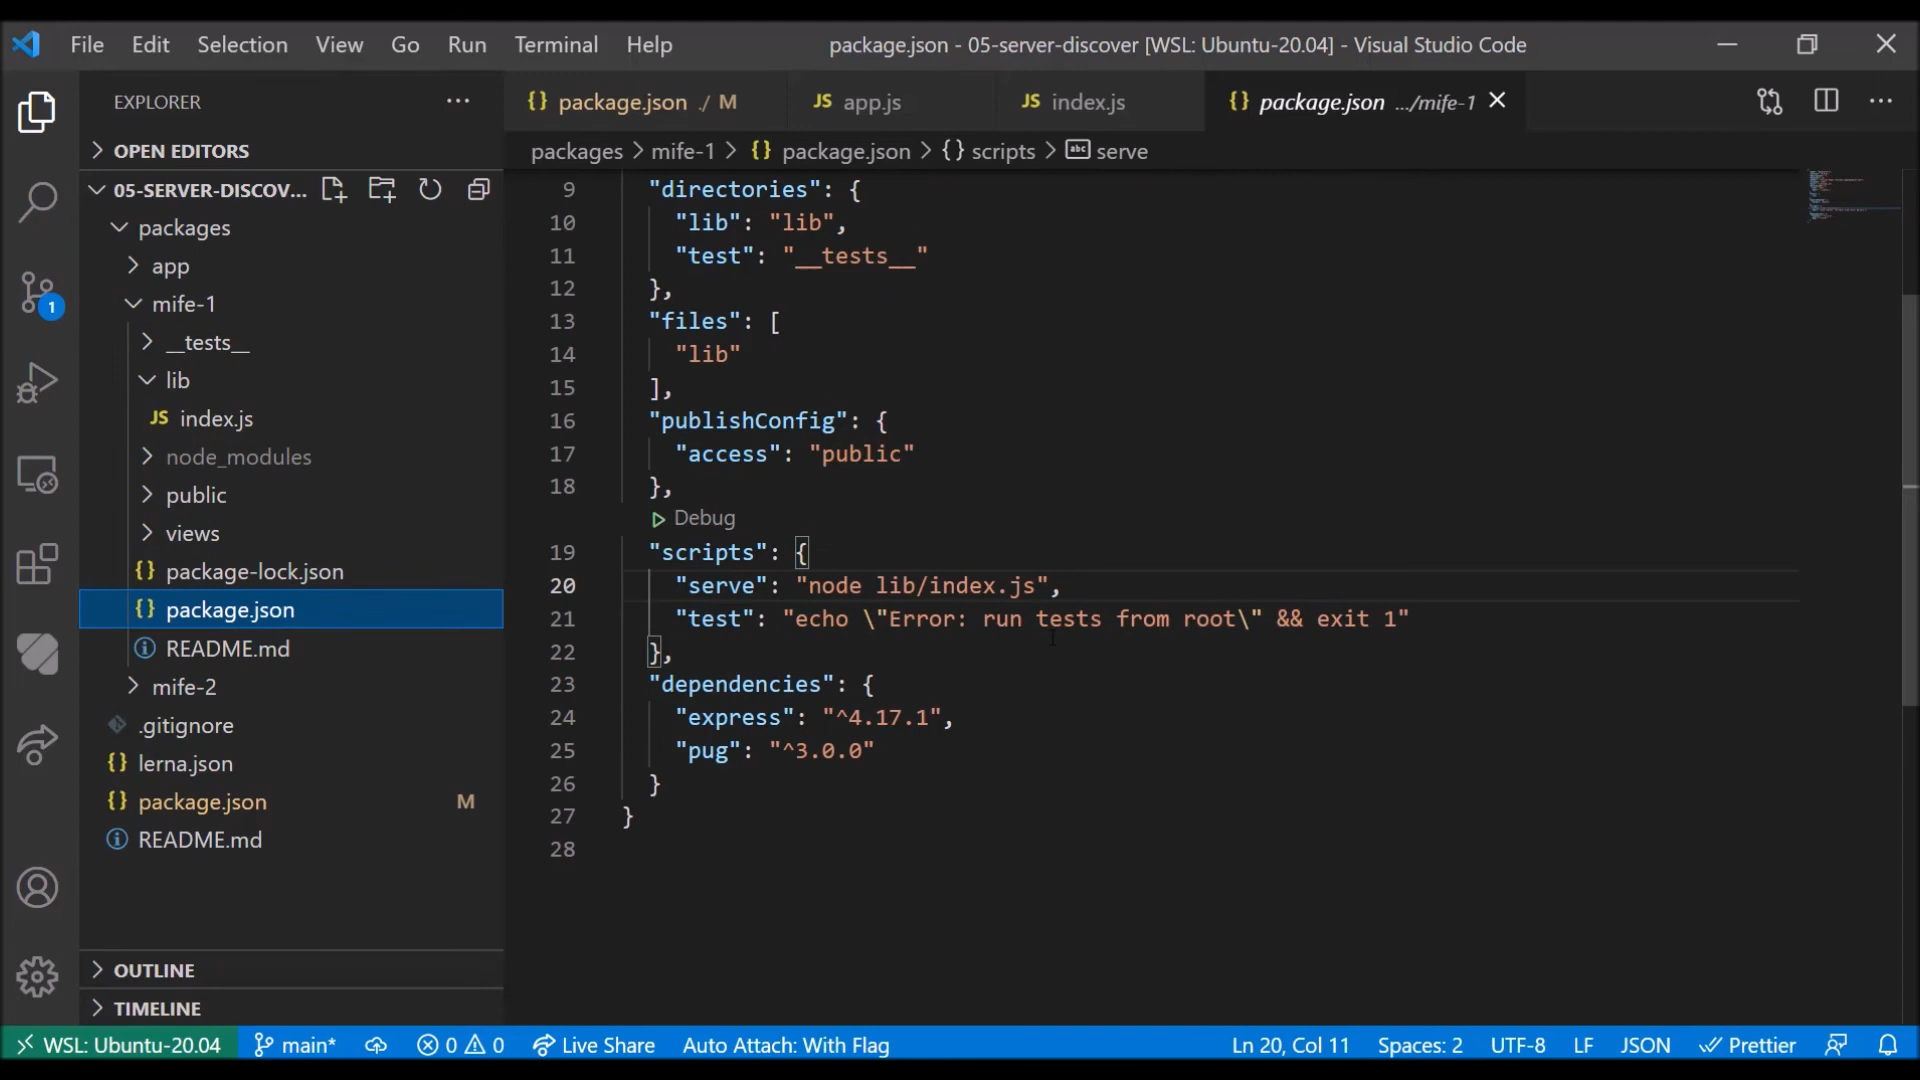 File Edit Selection View Go Run Terminal Help package.json - 05-server-discover [WSL: Ubuntu-20.04] - Visual Studio Code
EXPLORER
{} package.json ./ M JS app.js JS index.js {} package.json .../mife-1
OPEN EDITORS
packages > mife-1 > {} package.json > {} scripts > abc serve
05-SERVER-DISCOV...
packages
app
mife-1
__tests__
lib
JS index.js
node_modules
public
views
{} package-lock.json
{} package.json
README.md
mife-2
.gitignore
{} lerna.json
{} package.json M
README.md
OUTLINE
TIMELINE
1
9 "directories": {
10 "lib": "lib",
11 "test": "__tests__"
12 },
13 "files": [
14 "lib"
15 ],
16 "publishConfig": {
17 "access": "public"
18 },
Debug
19 "scripts": {
20 "serve": "node lib/index.js",
21 "test": "echo \"Error: run tests from root\" && exit 1"
22 },
23 "dependencies": {
24 "express": "^4.17.1",
25 "pug": "^3.0.0"
26 }
27 }
28
WSL: Ubuntu-20.04 main* 0 0 Live Share Auto Attach: With Flag Ln 20, Col 11 Spaces: 2 UTF-8 LF JSON Prettier